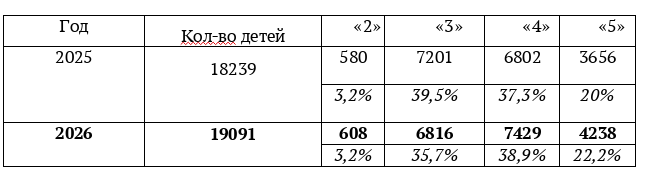 Год Кол-во детей «2» «3» «4» «5»
2025 18239 580 7201 6802 3656
3,2% 39,5% 37,3% 20%
2026 19091 608 6816 7429 4238
3,2% 35,7% 38,9% 22,2%